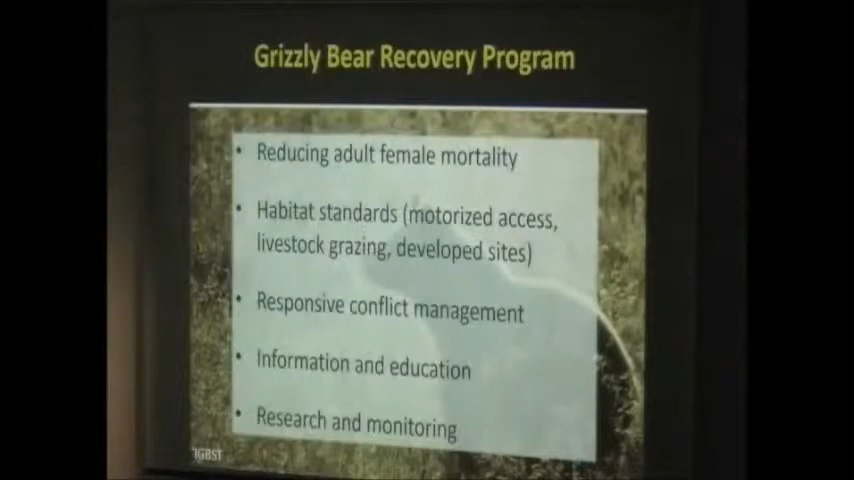 Grizzly Bear Recovery Program
• Reducing adult female mortality
• Habitat standards (motorized access,
livestock grazing, developed sites)
• Responsive conflict management
• Information and education
• Research and monitoring
IGBST